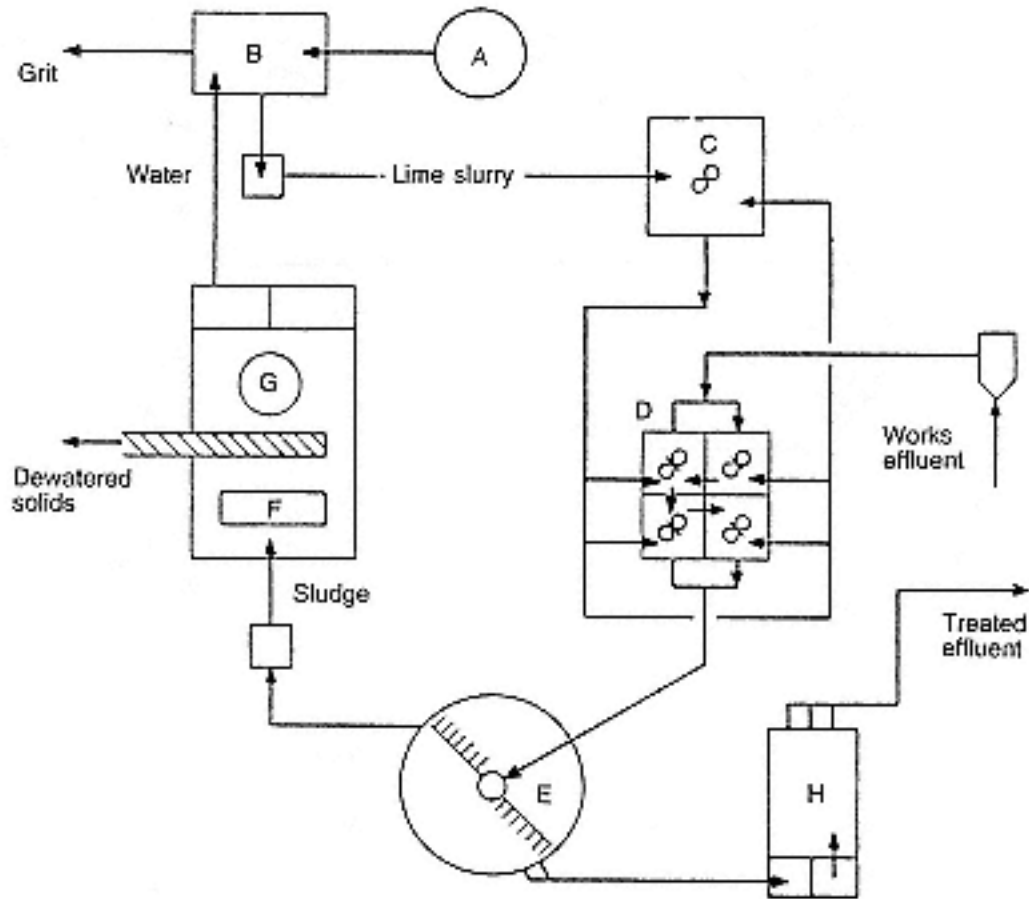 B
A
Grit
C
Water
Lime slurry
G
D
Works
effluent
Dewatered
solids
F
Sludge
Treated
effluent
E
H